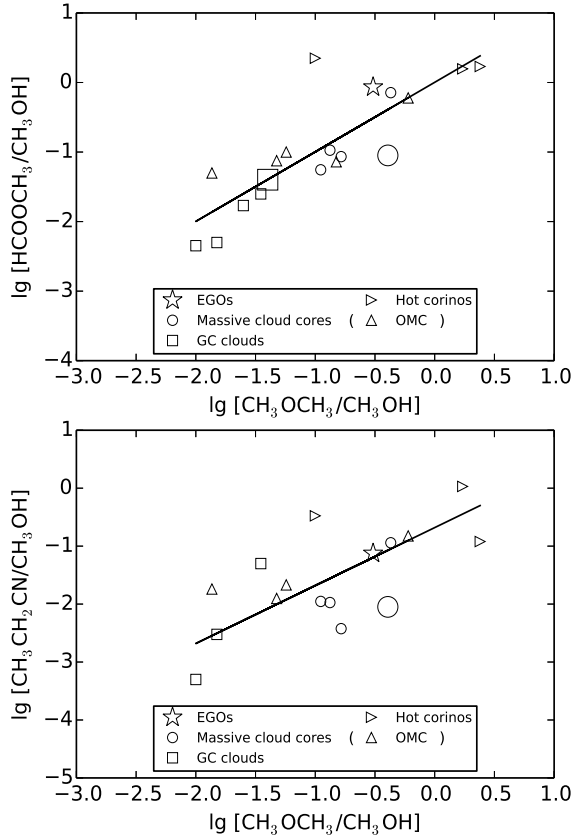 1
0
−1
−2
−3
−4
lg [HCOOCH₃/CH₃OH]
EGOs
Massive cloud cores
GC clouds
Hot corinos
( OMC )
−3.0 −2.5 −2.0 −1.5 −1.0 −0.5 0.0 0.5 1.0
lg [CH₃OCH₃/CH₃OH]
1
0
−1
−2
−3
−4
−5
lg [CH₃CH₂CN/CH₃OH]
EGOs
Massive cloud cores
GC clouds
Hot corinos
( OMC )
−3.0 −2.5 −2.0 −1.5 −1.0 −0.5 0.0 0.5 1.0
lg [CH₃OCH₃/CH₃OH]